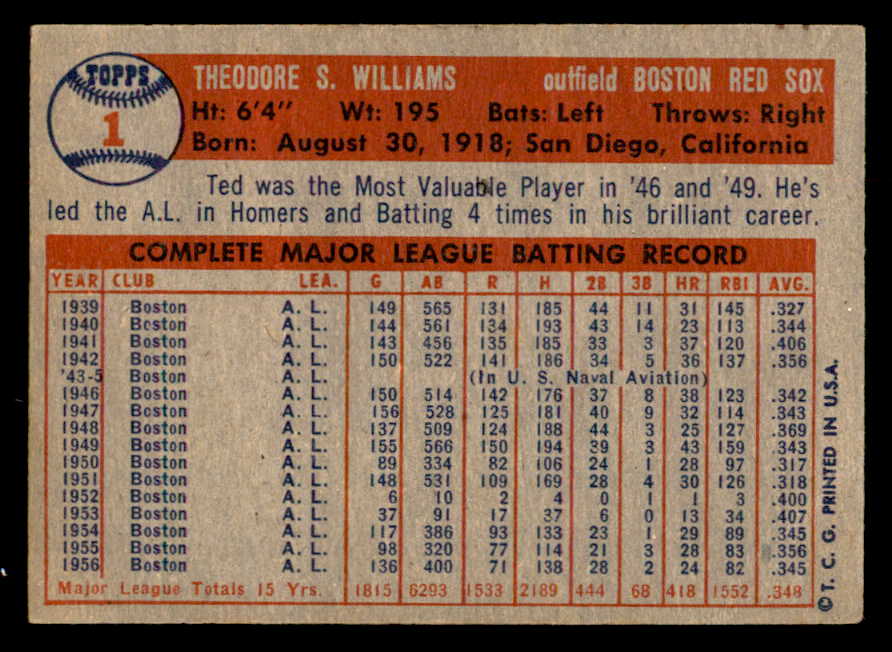 TOPPS
1
THEODORE S. WILLIAMS outfield BOSTON RED SOX
Ht: 6'4" Wt: 195 Bats: Left Throws: Right
Born: August 30, 1918; San Diego, California
Ted was the Most Valuable Player in '46 and '49. He's
led the A.L. in Homers and Batting 4 times in his brilliant career.
COMPLETE MAJOR LEAGUE BATTING RECORD
YEAR CLUB LEA. G AB R H 2B 3B HR RBI AVG.
1939 Boston A. L. 149 565 131 185 44 11 31 145 .327
1940 Boston A. L. 144 561 134 193 43 14 23 113 .344
1941 Boston A. L. 143 456 135 185 33 3 37 120 .406
1942 Boston A. L. 150 522 141 186 34 5 36 137 .356
'43-5 Boston A. L. (In U. S. Naval Aviation)
1946 Boston A. L. 150 514 142 176 37 8 38 123 .342
1947 Boston A. L. 156 528 125 181 40 9 32 114 .343
1948 Boston A. L. 137 509 124 188 44 3 25 127 .369
1949 Boston A. L. 155 566 150 194 39 3 43 159 .343
1950 Boston A. L. 89 334 82 106 24 1 28 97 .317
1951 Boston A. L. 148 531 109 169 28 4 30 126 .318
1952 Boston A. L. 6 10 2 4 0 1 1 3 .400
1953 Boston A. L. 37 91 17 37 6 0 13 34 .407
1954 Boston A. L. 117 386 93 133 23 1 29 89 .345
1955 Boston A. L. 98 320 77 114 21 3 28 83 .356
1956 Boston A. L. 136 400 71 138 28 2 24 82 .345
Major League Totals 15 Yrs. 1815 6293 1533 2189 444 68 418 1552 .348
© T. C. G. PRINTED IN U.S.A.